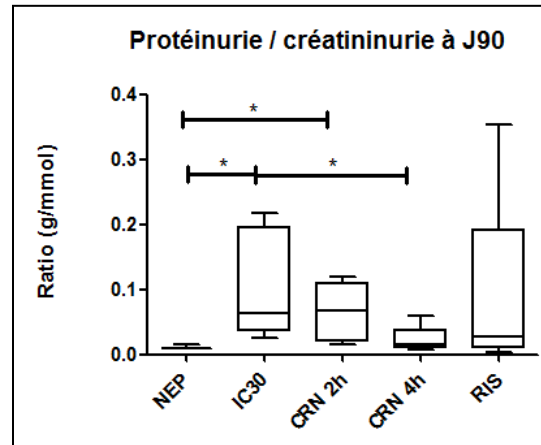 Protéinurie / créatininurie à J90
Ratio (g/mmol)
0.4
0.3
0.2
0.1
0.0
*
*
*
NEP
IC30
CRN 2h
CRN 4h
RIS